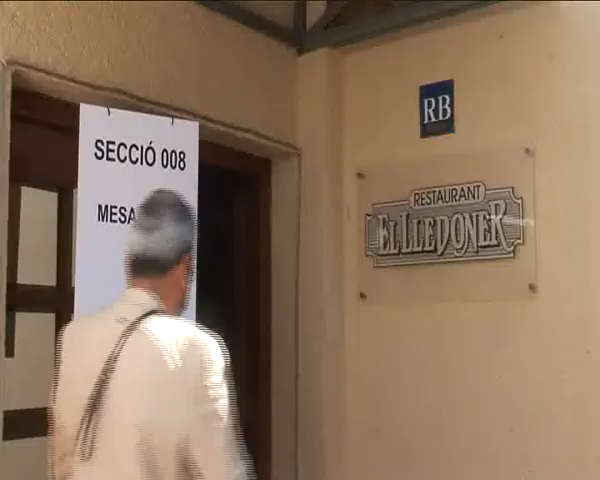 SECCIÓ 008
MESA
RB
RESTAURANT
EL LLEDONER